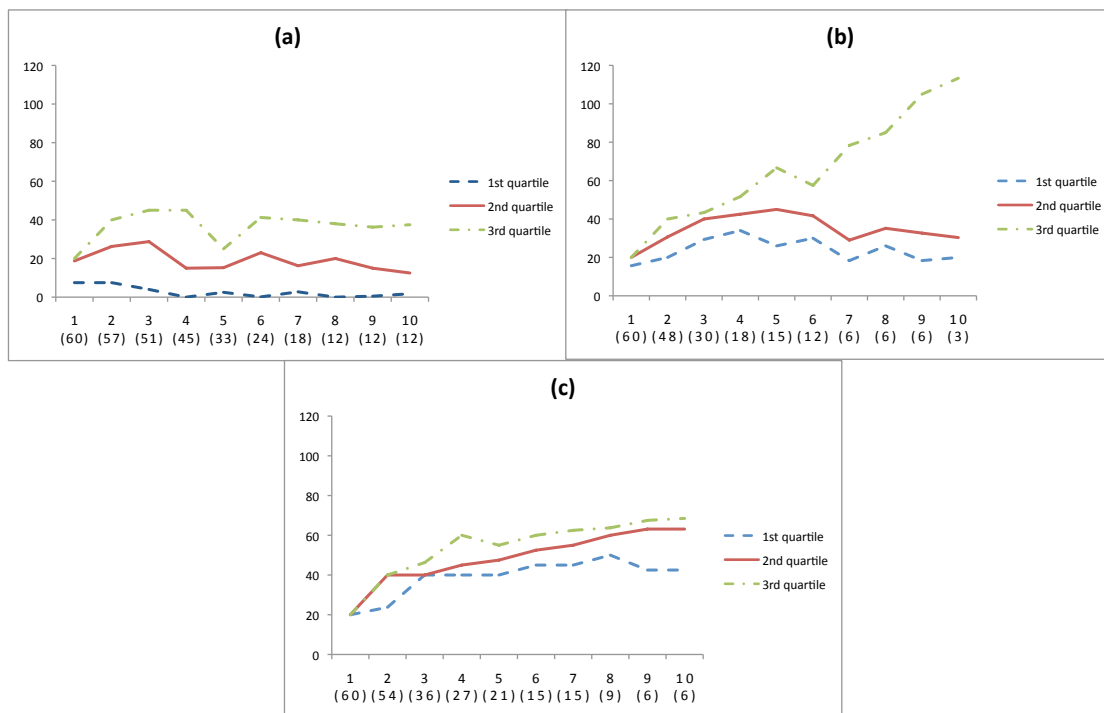 (a)
120
100
80
60
40
20
0
1 2 3 4 5 6 7 8 9 10
(60) (57) (51) (45) (33) (24) (18) (12) (12) (12)
1st quartile
2nd quartile
3rd quartile
(b)
120
100
80
60
40
20
0
1 2 3 4 5 6 7 8 9 10
(60) (48) (30) (18) (15) (12) (6) (6) (6) (3)
1st quartile
2nd quartile
3rd quartile
(c)
120
100
80
60
40
20
0
1 2 3 4 5 6 7 8 9 10
(60) (54) (36) (27) (21) (15) (15) (9) (6) (6)
1st quartile
2nd quartile
3rd quartile